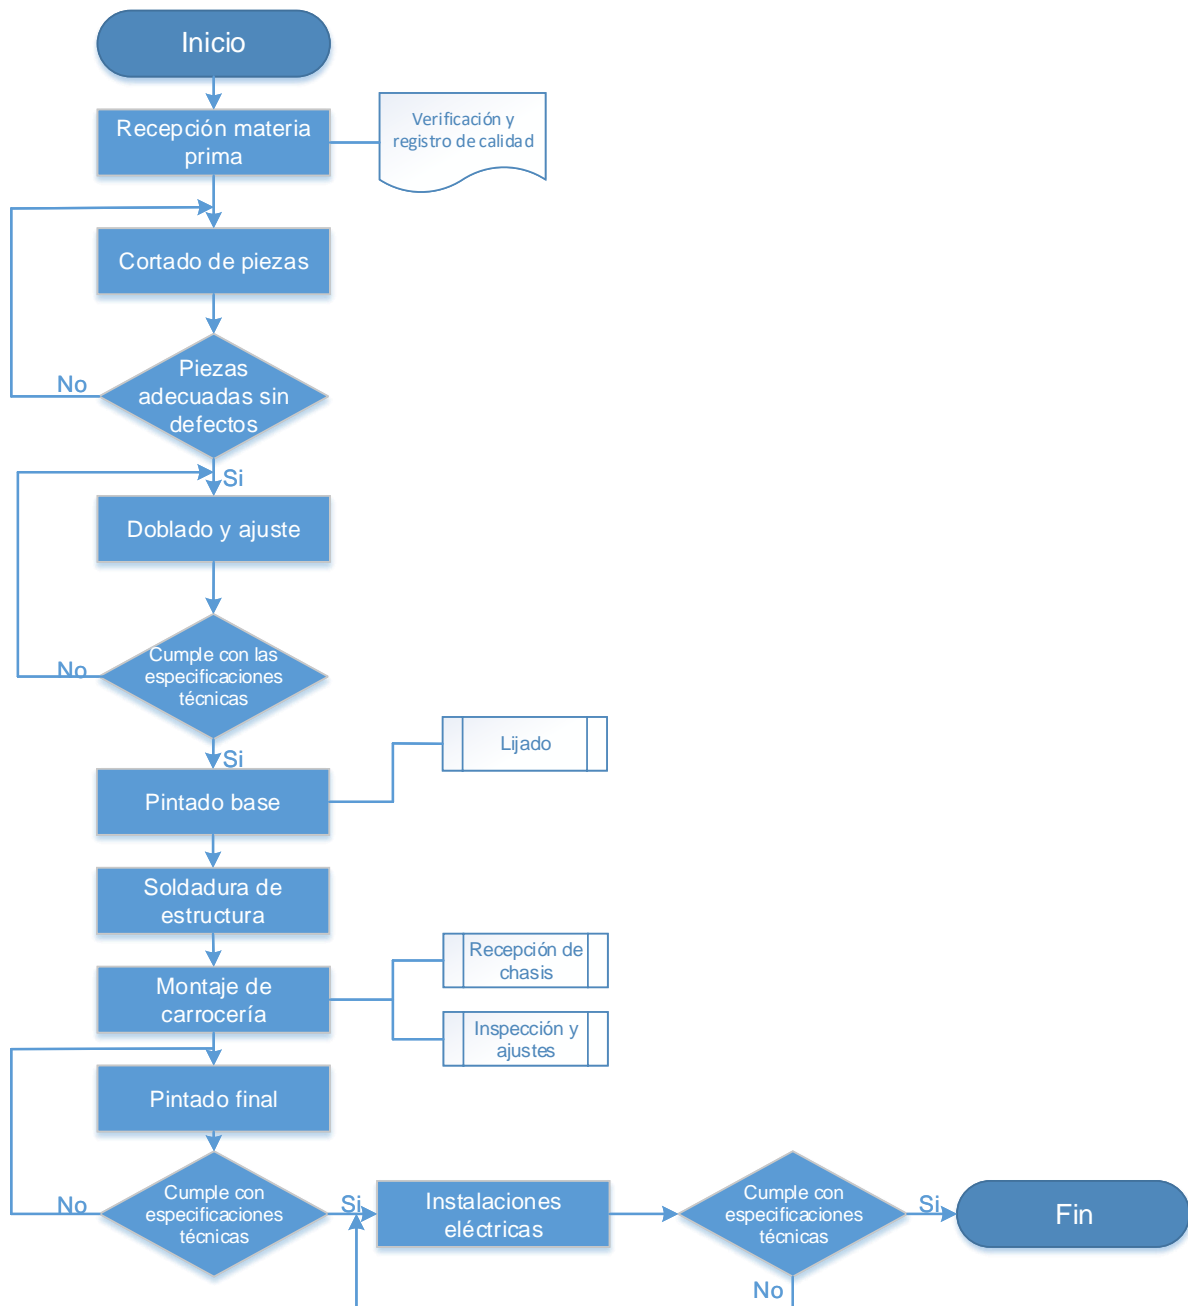 Inicio
Recepción materia
prima
Verificación y
registro de calidad
Cortado de piezas
Piezas
adecuadas sin
defectos
No
Si
Doblado y ajuste
Cumple con las
especificaciones
técnicas
No
Si
Lijado
Pintado base
Soldadura de
estructura
Recepción de
chasis
Montaje de
carrocería
Inspección y
ajustes
Pintado final
Cumple con
especificaciones
técnicas
No
Si
Instalaciones
eléctricas
Cumple con
especificaciones
técnicas
Si
Fin
No